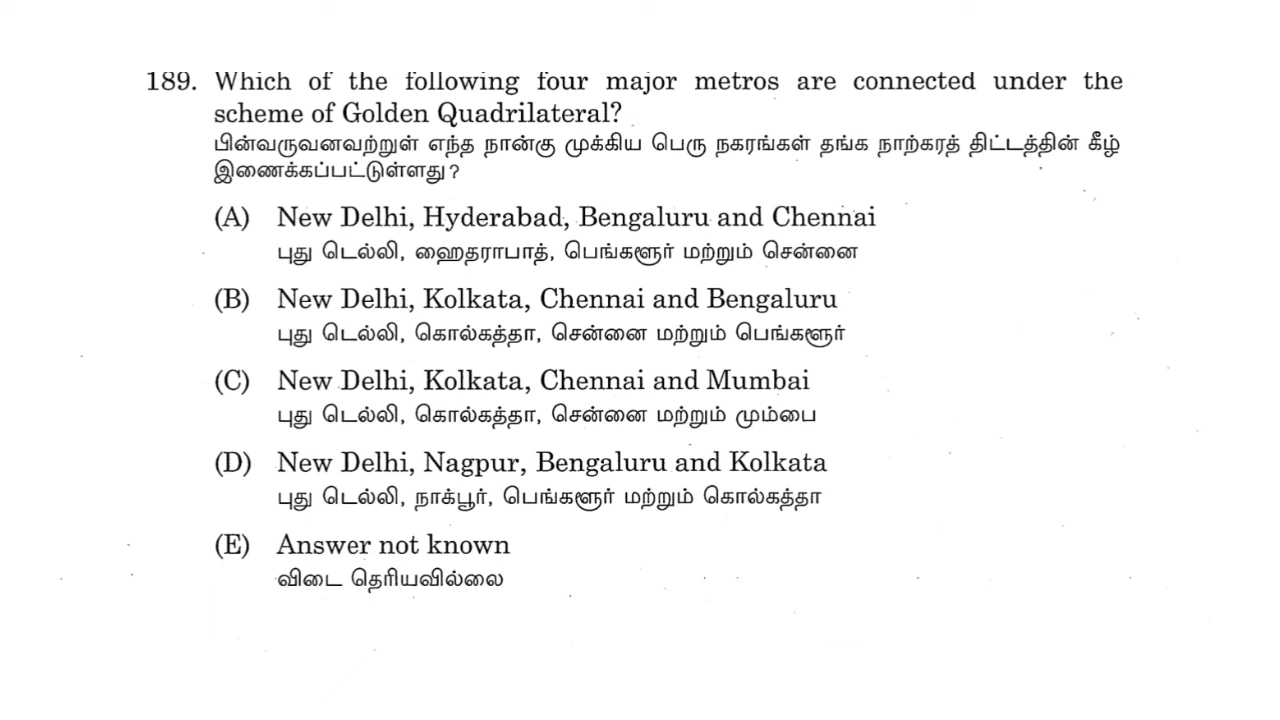 189. Which of the following four major metros are connected under the
scheme of Golden Quadrilateral?
பின்வருவனவற்றுள் எந்த நான்கு முக்கிய பெரு நகரங்கள் தங்க நாற்கரத் திட்டத்தின் கீழ்
இணைக்கப்பட்டுள்ளது?
(A) New Delhi, Hyderabad, Bengaluru and Chennai
புது டெல்லி, ஹைதராபாத், பெங்களூர் மற்றும் சென்னை
(B) New Delhi, Kolkata, Chennai and Bengaluru
புது டெல்லி, கொல்கத்தா, சென்னை மற்றும் பெங்களூர்
(C) New Delhi, Kolkata, Chennai and Mumbai
புது டெல்லி, கொல்கத்தா, சென்னை மற்றும் மும்பை
(D) New Delhi, Nagpur, Bengaluru and Kolkata
புது டெல்லி, நாக்பூர், பெங்களூர் மற்றும் கொல்கத்தா
(E) Answer not known
விடை தெரியவில்லை